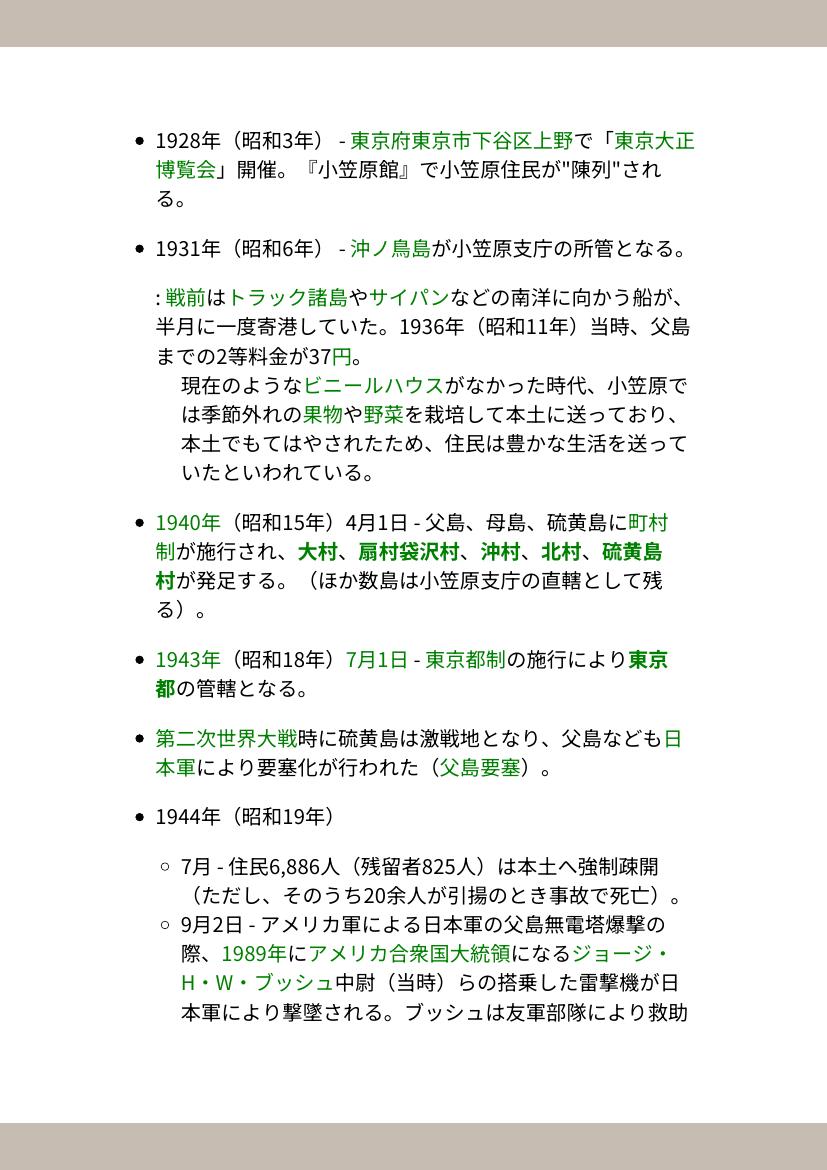 • 1928年（昭和3年） - 東京府東京市下谷区上野で「東京大正
博覧会」開催。『小笠原館』で小笠原住民が"陳列"され
る。
• 1931年（昭和6年） - 沖ノ鳥島が小笠原支庁の所管となる。
: 戦前はトラック諸島やサイパンなどの南洋に向かう船が、
半月に一度寄港していた。1936年（昭和11年）当時、父島
までの2等料金が37円。
現在のようなビニールハウスがなかった時代、小笠原で
は季節外れの果物や野菜を栽培して本土に送っており、
本土でもてはやされたため、住民は豊かな生活を送って
いたといわれている。
• 1940年（昭和15年）4月1日 - 父島、母島、硫黄島に町村
制が施行され、大村、扇村袋沢村、沖村、北村、硫黄島
村が発足する。（ほか数島は小笠原支庁の直轄として残
る）。
• 1943年（昭和18年）7月1日 - 東京都制の施行により東京
都の管轄となる。
• 第二次世界大戦時に硫黄島は激戦地となり、父島なども日
本軍により要塞化が行われた（父島要塞）。
• 1944年（昭和19年）
○ 7月 - 住民6,886人（残留者825人）は本土へ強制疎開
（ただし、そのうち20余人が引揚のとき事故で死亡）。
○ 9月2日 - アメリカ軍による日本軍の父島無電塔爆撃の
際、1989年にアメリカ合衆国大統領になるジョージ・
H・W・ブッシュ中尉（当時）らの搭乗した雷撃機が日
本軍により撃墜される。ブッシュは友軍部隊により救助